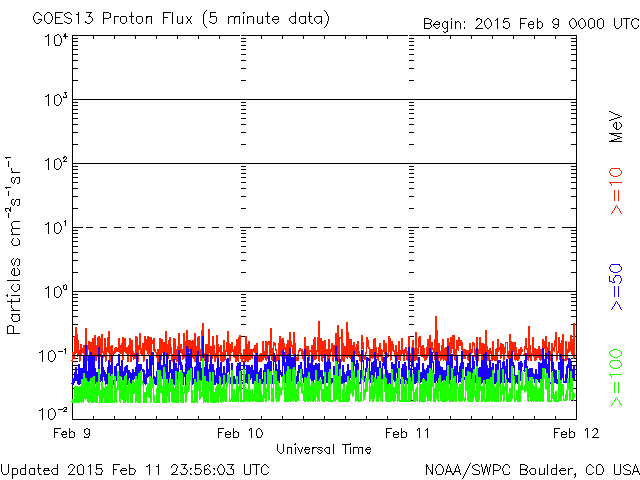 GOES13 Proton Flux (5 minute data)
Begin: 2015 Feb 9 0000 UTC
10⁴
10³
10²
10¹
10⁰
10⁻¹
10⁻²
Particles cm⁻²s⁻¹sr⁻¹
MeV
>=10
>=50
>=100
Feb 9
Feb 10
Feb 11
Feb 12
Universal Time
Updated 2015 Feb 11 23:56:03 UTC
NOAA/SWPC Boulder, CO USA